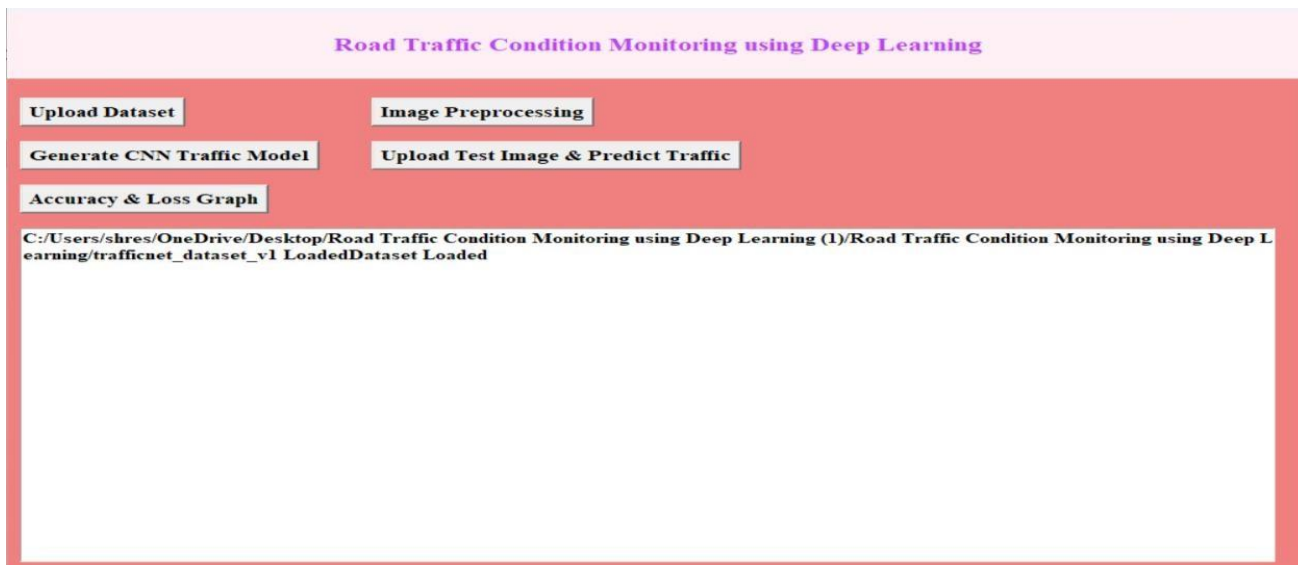 Road Traffic Condition Monitoring using Deep Learning
Upload Dataset
Image Preprocessing
Generate CNN Traffic Model
Upload Test Image & Predict Traffic
Accuracy & Loss Graph
C:/Users/shres/OneDrive/Desktop/Road Traffic Condition Monitoring using Deep Learning (1)/Road Traffic Condition Monitoring using Deep L
earning/trafficnet_dataset_v1 LoadedDataset Loaded